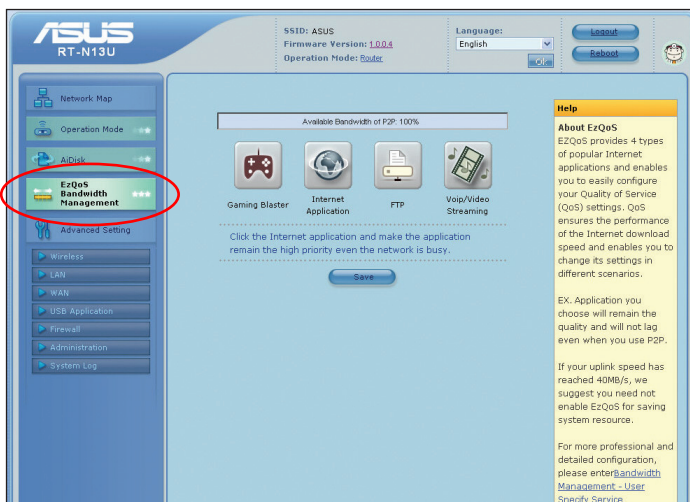 ASUS
RT-N13U
SSID: ASUS
Firmware Version: 1.0.0.4
Operation Mode: Router
Language:
English
OK
Logout
Reboot
Network Map
Operation Mode
AiDisk
EzQoS
Bandwidth
Management
Advanced Setting
Wireless
LAN
WAN
USB Application
Firewall
Administration
System Log
Available Bandwidth of P2P: 100%
Gaming Blaster
Internet
Application
FTP
Voip/Video
Streaming
Click the Internet application and make the application
remain the high priority even the network is busy.
Save
Help
About EzQoS
EZQoS provides 4 types
of popular Internet
applications and enables
you to easily configure
your Quality of Service
(QoS) settings. QoS
ensures the performance
of the Internet download
speed and enables you to
change its settings in
different scenarios.
EX. Application you
choose will remain the
quality and will not lag
even when you use P2P.
If your uplink speed has
reached 40MB/s, we
suggest you need not
enable EzQoS for saving
system resource.
For more professional and
detailed configuration,
please enterBandwidth
Management - User
Specify Service